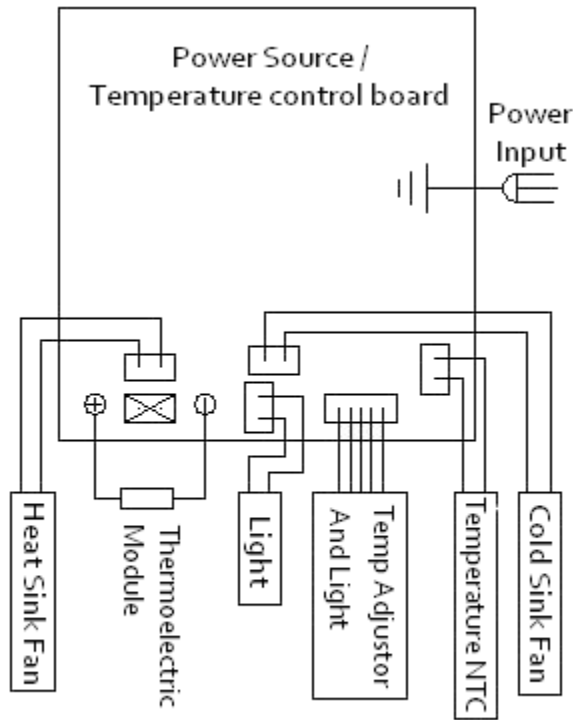 Power Source /
Temperature control board
Power
Input
Heat Sink Fan
Thermoelectric
Module
Light
Temp Adjustor
And Light
Temperature NTC
Cold Sink Fan